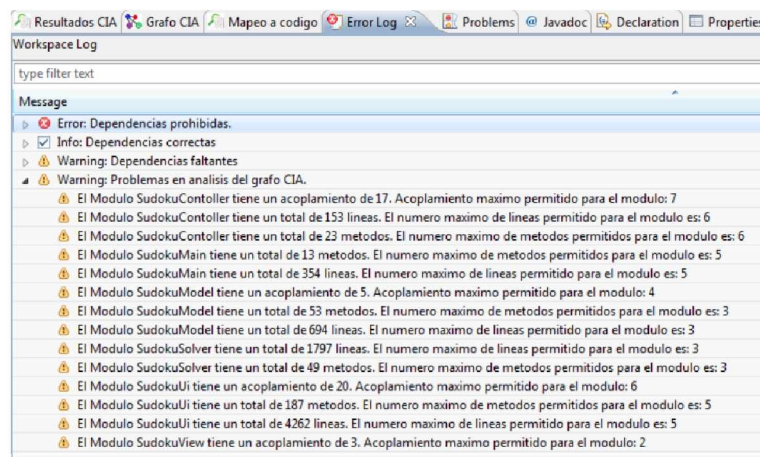 Resultados CIA Grafo CIA Mapeo a codigo Error Log Problems @ Javadoc Declaration Properties
Workspace Log
type filter text
Message
Error: Dependencias prohibidas.
Info: Dependencias correctas
Warning: Dependencias faltantes
Warning: Problemas en analisis del grafo CIA.
El Modulo SudokuContoller tiene un acoplamiento de 17. Acoplamiento maximo permitido para el modulo: 7
El Modulo SudokuContoller tiene un total de 153 lineas. El numero maximo de lineas permitido para el modulo es: 6
El Modulo SudokuContoller tiene un total de 23 metodos. El numero maximo de metodos permitidos para el modulo es: 6
El Modulo SudokuMain tiene un total de 13 metodos. El numero maximo de metodos permitidos para el modulo es: 5
El Modulo SudokuMain tiene un total de 354 lineas. El numero maximo de lineas permitido para el modulo es: 5
El Modulo SudokuModel tiene un acoplamiento de 5. Acoplamiento maximo permitido para el modulo: 4
El Modulo SudokuModel tiene un total de 53 metodos. El numero maximo de metodos permitidos para el modulo es: 3
El Modulo SudokuModel tiene un total de 694 lineas. El numero maximo de lineas permitido para el modulo es: 3
El Modulo SudokuSolver tiene un total de 1797 lineas. El numero maximo de lineas permitido para el modulo es: 3
El Modulo SudokuSolver tiene un total de 49 metodos. El numero maximo de metodos permitidos para el modulo es: 3
El Modulo SudokuUi tiene un acoplamiento de 20. Acoplamiento maximo permitido para el modulo: 6
El Modulo SudokuUi tiene un total de 187 metodos. El numero maximo de metodos permitidos para el modulo es: 5
El Modulo SudokuUi tiene un total de 4262 lineas. El numero maximo de lineas permitido para el modulo es: 5
El Modulo SudokuView tiene un acoplamiento de 3. Acoplamiento maximo permitido para el modulo: 2